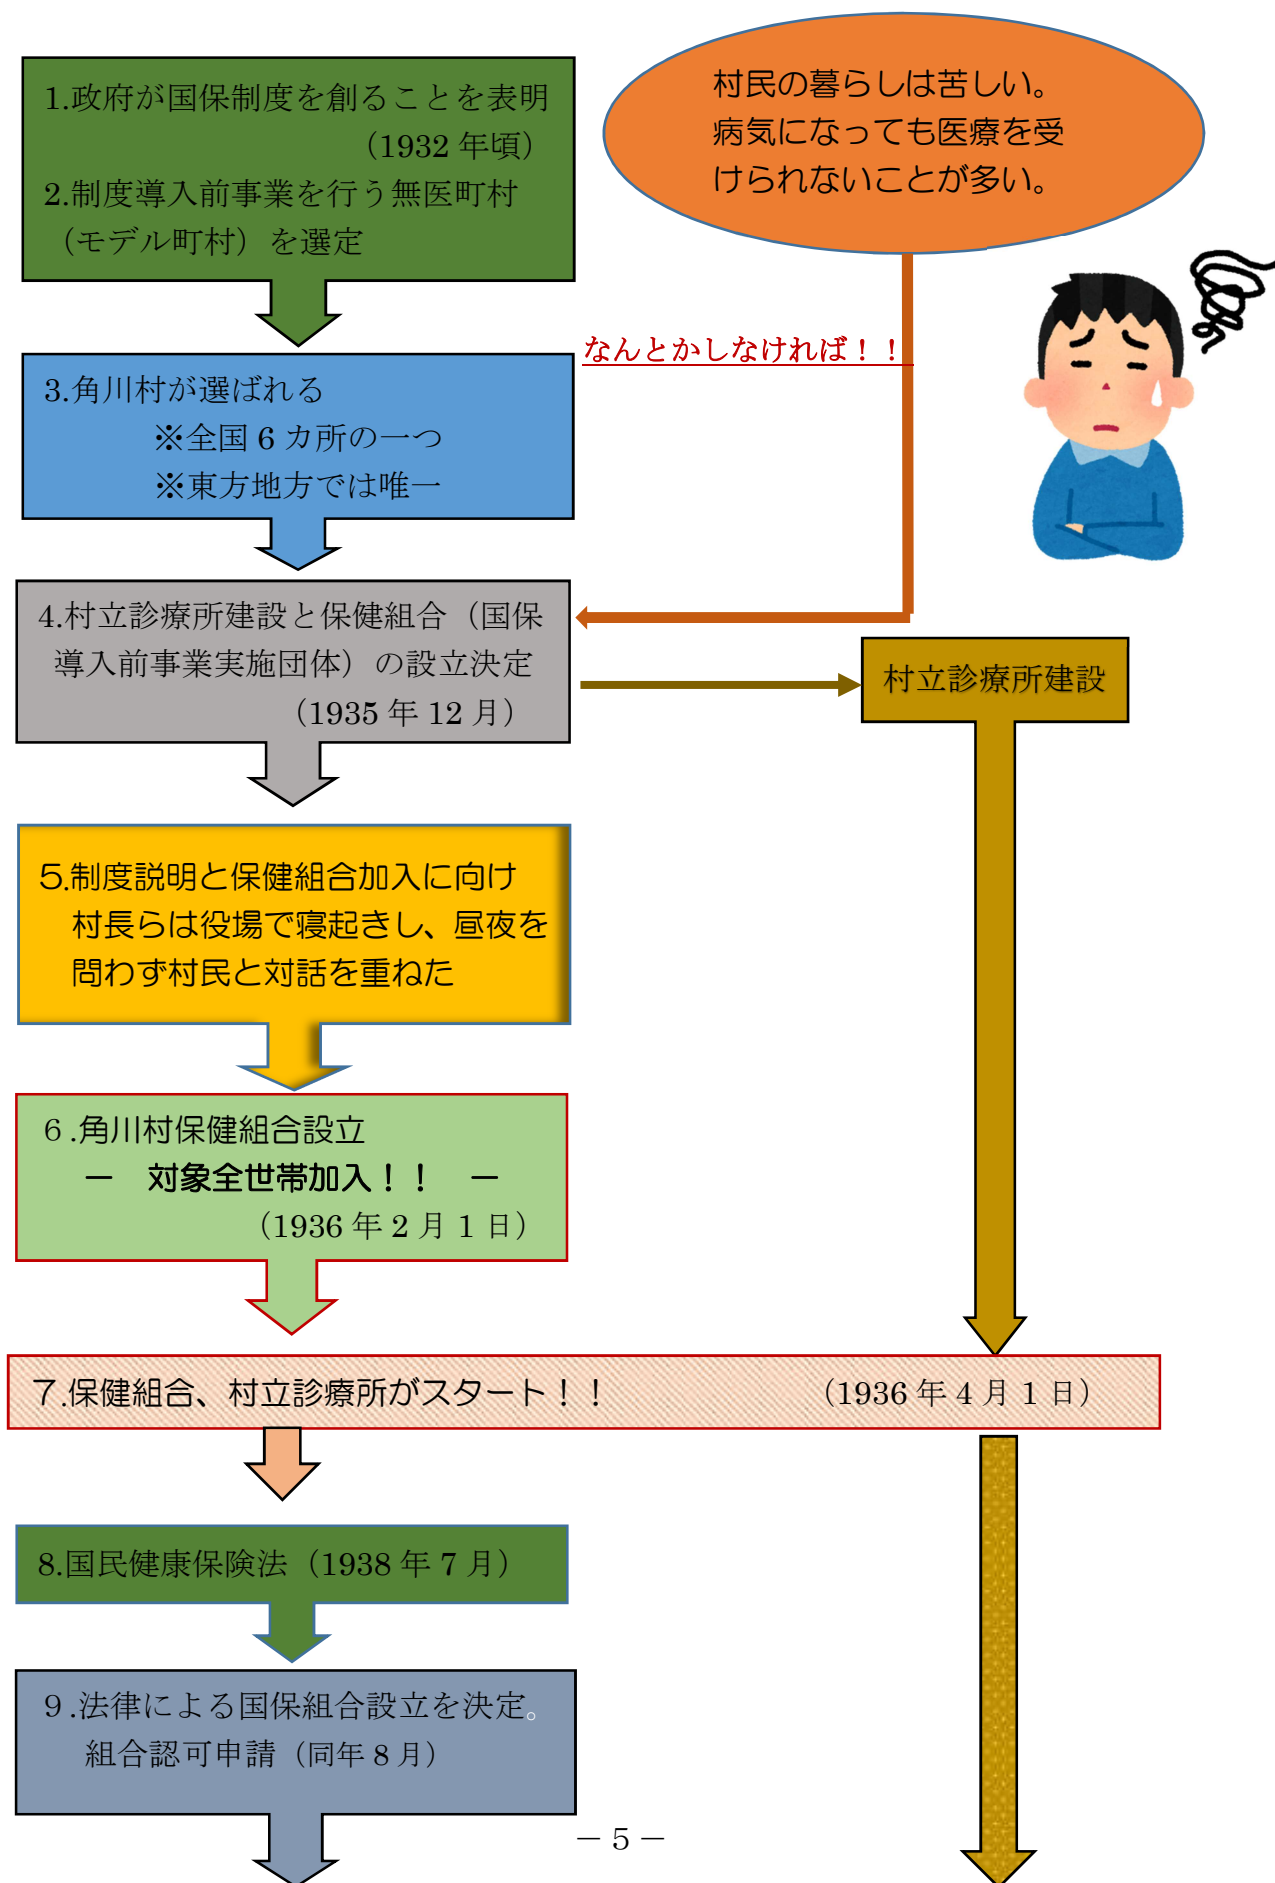 1.政府が国保制度を創ることを表明
（1932 年頃）
2.制度導入前事業を行う無医町村
（モデル町村）を選定
村民の暮らしは苦しい。
病気になっても医療を受
けられないことが多い。
なんとかしなければ！！
3.角川村が選ばれる
※全国 6 カ所の一つ
※東方地方では唯一
4.村立診療所建設と保健組合（国保
導入前事業実施団体）の設立決定
（1935 年 12 月）
村立診療所建設
５.制度説明と保健組合加入に向け
村長らは役場で寝起きし、昼夜を
問わず村民と対話を重ねた
６.角川村保健組合設立
－　対象全世帯加入！！　－
（1936 年 2 月 1 日）
７.保健組合、村立診療所がスタート！！　（1936 年 4 月 1 日）
8.国民健康保険法（1938 年 7 月）
９.法律による国保組合設立を決定。
組合認可申請（同年 8 月）
－５－